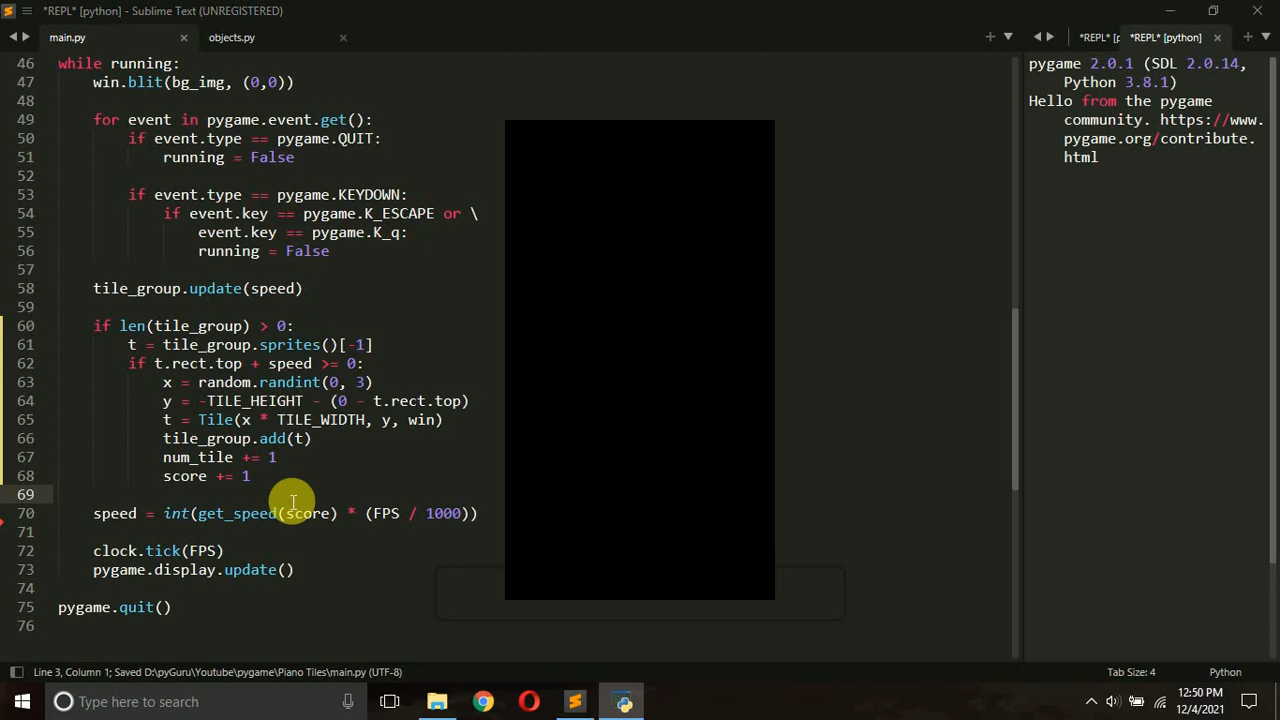 *REPL* [python] - Sublime Text (UNREGISTERED)
main.py
objects.py
*REPL* [p
*REPL* [python]
46 while running:
47 win.blit(bg_img, (0,0))
48
49 for event in pygame.event.get():
50 if event.type == pygame.QUIT:
51 running = False
52
53 if event.type == pygame.KEYDOWN:
54 if event.key == pygame.K_ESCAPE or \
55 event.key == pygame.K_q:
56 running = False
57
58 tile_group.update(speed)
59
60 if len(tile_group) > 0:
61 t = tile_group.sprites()[-1]
62 if t.rect.top + speed >= 0:
63 x = random.randint(0, 3)
64 y = -TILE_HEIGHT - (0 - t.rect.top)
65 t = Tile(x * TILE_WIDTH, y, win)
66 tile_group.add(t)
67 num_tile += 1
68 score += 1
69
70 speed = int(get_speed(score) * (FPS / 1000))
71
72 clock.tick(FPS)
73 pygame.display.update()
74
75 pygame.quit()
76
pygame 2.0.1 (SDL 2.0.14,
Python 3.8.1)
Hello from the pygame
community. https://www.
pygame.org/contribute.
html
Line 3, Column 1; Saved D:\pyGuru\Youtube\pygame\Piano Tiles\main.py (UTF-8)
Tab Size: 4
Python
Type here to search
12:50 PM
12/4/2021